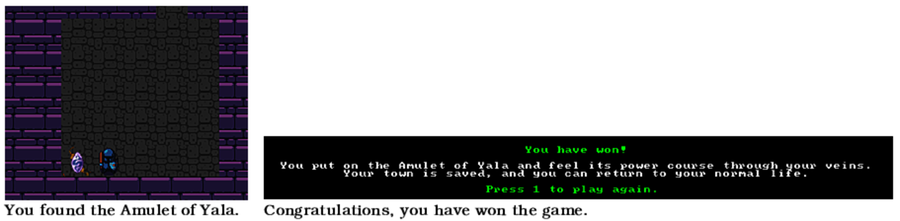 You have won!
You put on the Amulet of Yala and feel its power course through your veins.
Your town is saved, and you can return to your normal life.
Press 1 to play again.
You found the Amulet of Yala.
Congratulations, you have won the game.